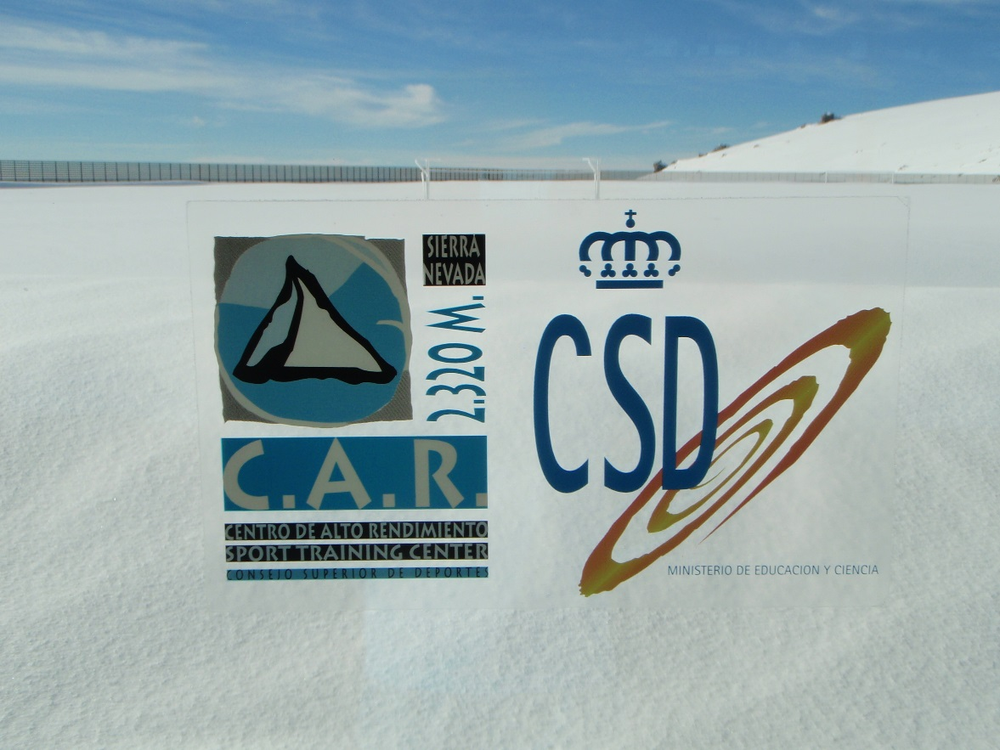 SIERRA
NEVADA
2.320 M.
C.A.R.
CENTRO DE ALTO RENDIMIENTO
SPORT TRAINING CENTER
CONSEJO SUPERIOR DE DEPORTES
CSD
MINISTERIO DE EDUCACION Y CIENCIA